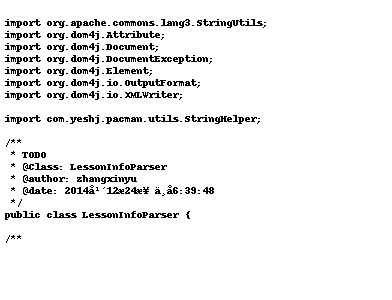 import org.apache.commons.lang3.StringUtils;
import org.dom4j.Attribute;
import org.dom4j.Document;
import org.dom4j.DocumentException;
import org.dom4j.Element;
import org.dom4j.io.OutputFormat;
import org.dom4j.io.XMLWriter;
import com.yeshj.pacman.utils.StringHelper;
/**
* TODO
* @Class: LessonInfoParser
* @author: zhangxinyu
* @date: 2014å¹´12æ24æ¥ ä¸å6:39:48
*/
public class LessonInfoParser {
/**